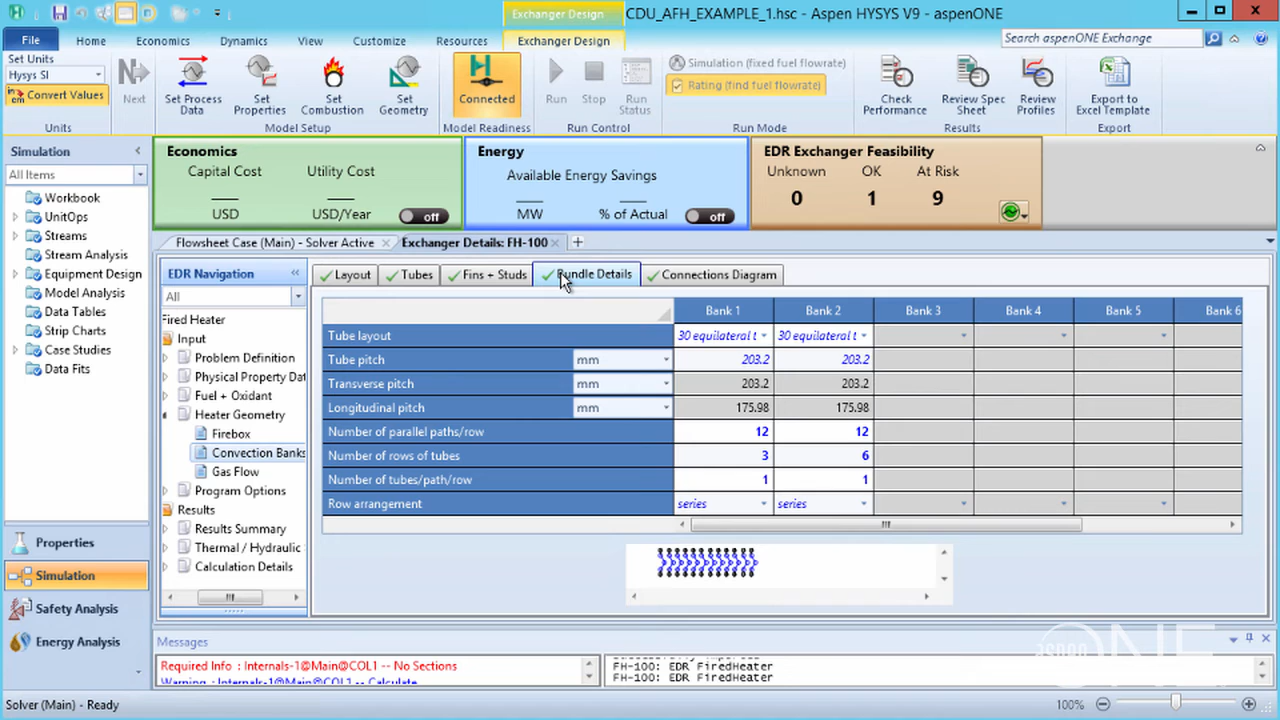 Exchanger Design
CDU_AFH_EXAMPLE_1.hsc - Aspen HYSYS V9 - aspenONE
File
Home
Economics
Dynamics
View
Customize
Resources
Exchanger Design
Search aspenONE Exchange
Set Units
Hysys SI
Convert Values
Units
Next
Set Process
Data
Set
Properties
Set
Combustion
Set
Geometry
Model Setup
Connected
Model Readiness
Run
Stop
Run
Status
Run Control
Simulation (fixed fuel flowrate)
Rating (find fuel flowrate)
Run Mode
Check
Performance
Review Spec
Sheet
Review
Profiles
Results
Export to
Excel Template
Export
Simulation
All Items
Workbook
UnitOps
Streams
Stream Analysis
Equipment Design
Model Analysis
Data Tables
Strip Charts
Case Studies
Data Fits
Properties
Simulation
Safety Analysis
Energy Analysis
Economics
Capital Cost
Utility Cost
USD
USD/Year
off
Energy
Available Energy Savings
MW
% of Actual
off
EDR Exchanger Feasibility
Unknown
OK
At Risk
0
1
9
Flowsheet Case (Main) - Solver Active
Exchanger Details: FH-100
EDR Navigation
All
Fired Heater
Input
Problem Definition
Physical Property Dat
Fuel + Oxidant
Heater Geometry
Firebox
Convection Banks
Gas Flow
Program Options
Results
Results Summary
Thermal / Hydraulic
Calculation Details
Layout
Tubes
Fins + Studs
Bundle Details
Connections Diagram
Bank 1 Bank 2 Bank 3 Bank 4 Bank 5 Bank 6
Tube layout 30 equilateral t 30 equilateral t
Tube pitch mm 203.2 203.2
Transverse pitch mm 203.2 203.2
Longitudinal pitch mm 175.98 175.98
Number of parallel paths/row 12 12
Number of rows of tubes 3 6
Number of tubes/path/row 1 1
Row arrangement series series
Messages
Required Info : Internals-1@Main@COL1 -- No Sections
Warning : Internals-1@Main@COL1 -- Calculate
FH-100: EDR FiredHeater
FH-100: EDR FiredHeater
aspen ONE
Solver (Main) - Ready
100%